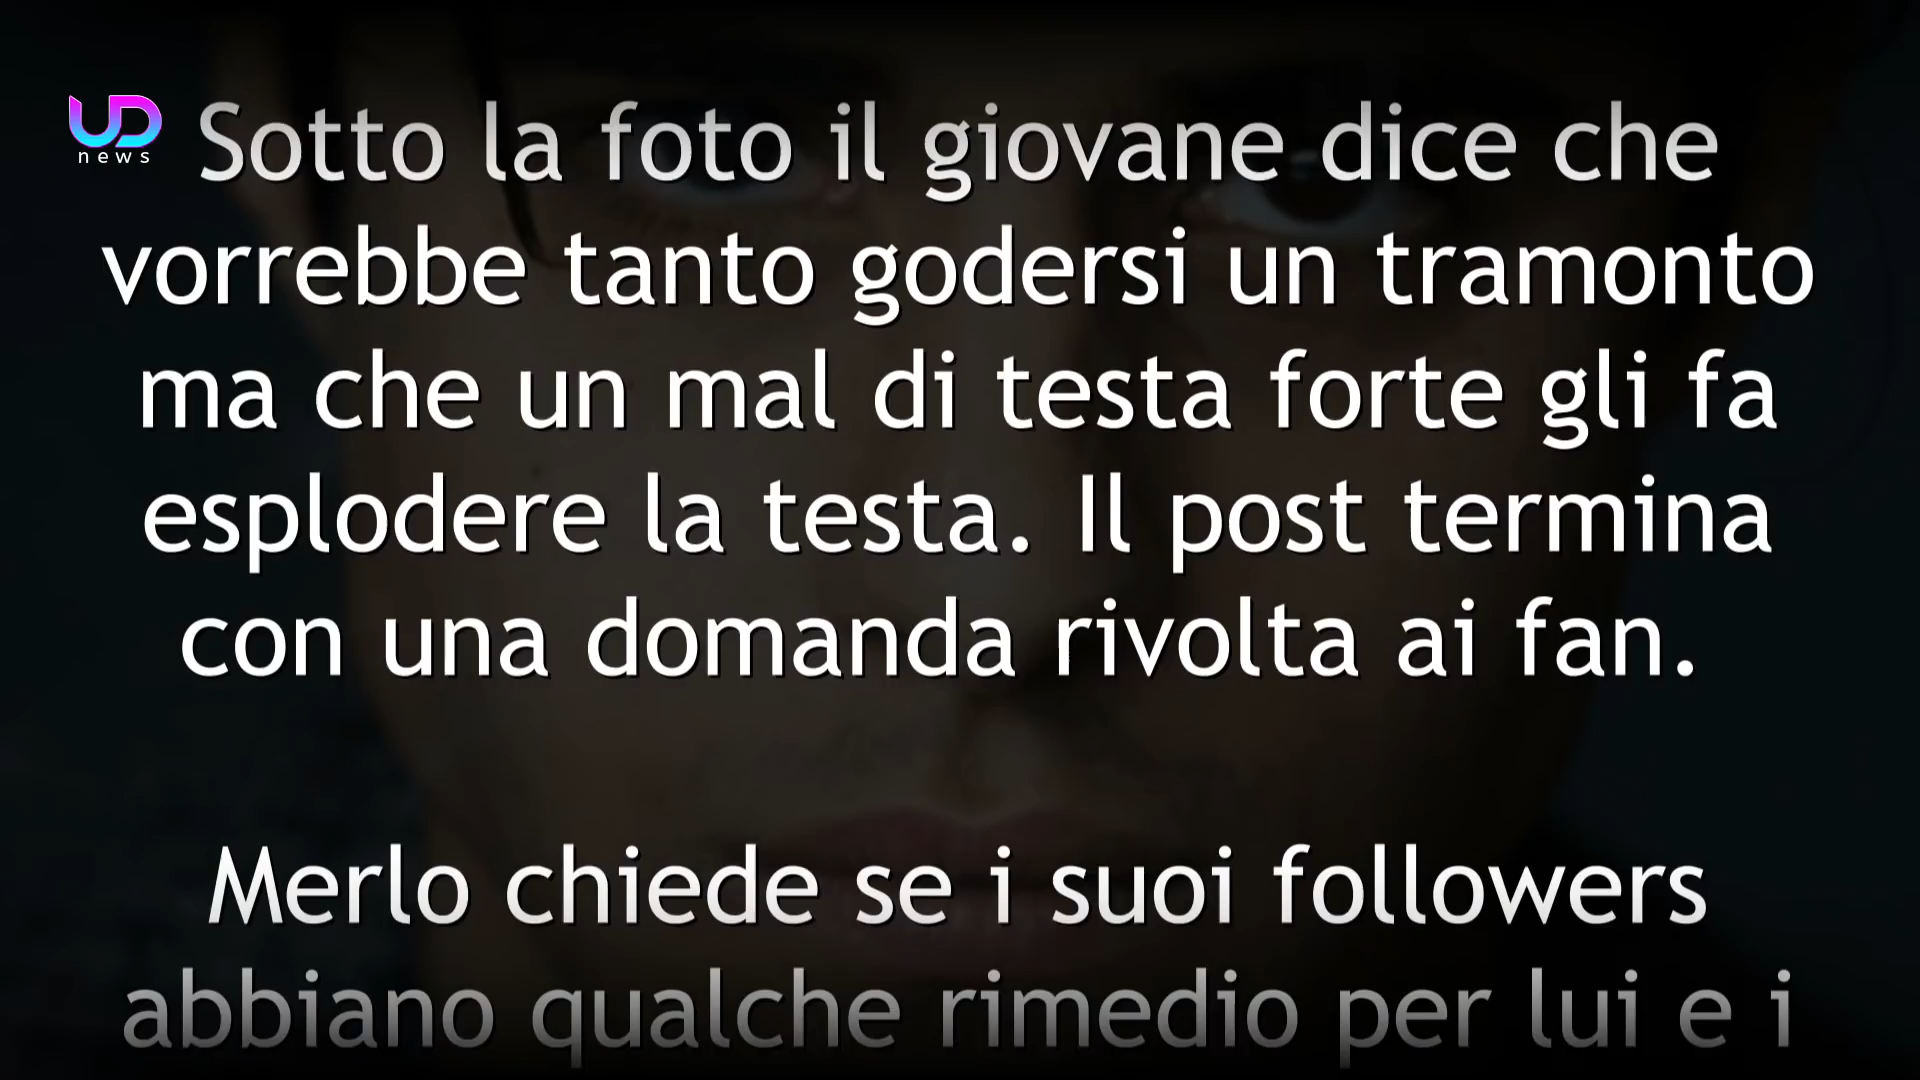 UD
news
Sotto la foto il giovane dice che
vorrebbe tanto godersi un tramonto
ma che un mal di testa forte gli fa
esplodere la testa. Il post termina
con una domanda rivolta ai fan.
Merlo chiede se i suoi followers
abbiano qualche rimedio per lui e i